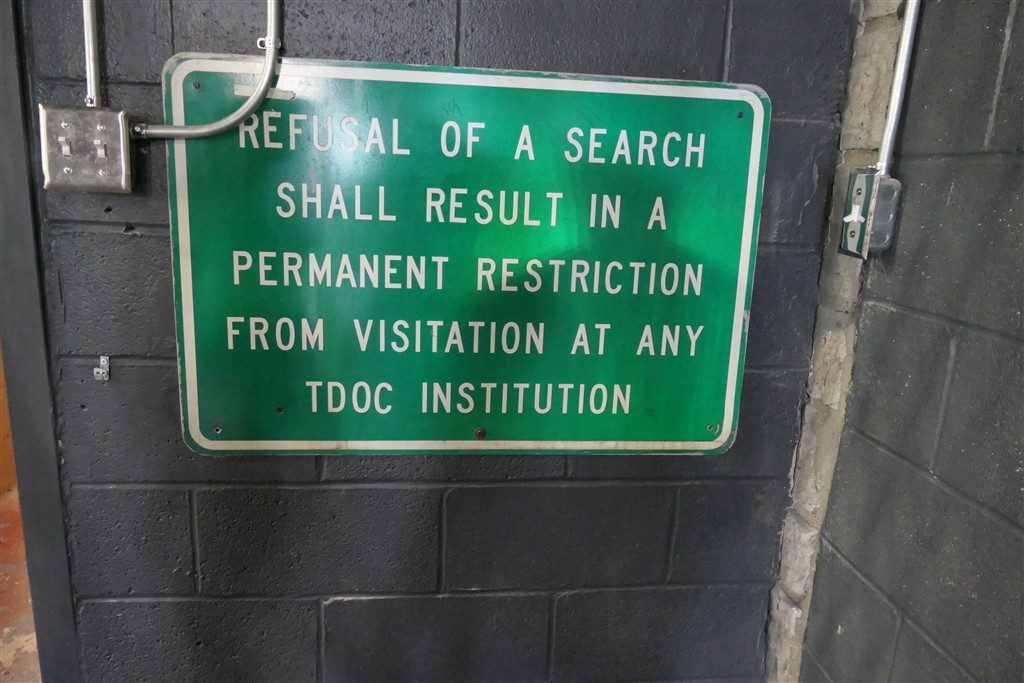 REFUSAL OF A SEARCH
SHALL RESULT IN A
PERMANENT RESTRICTION
FROM VISITATION AT ANY
TDOC INSTITUTION